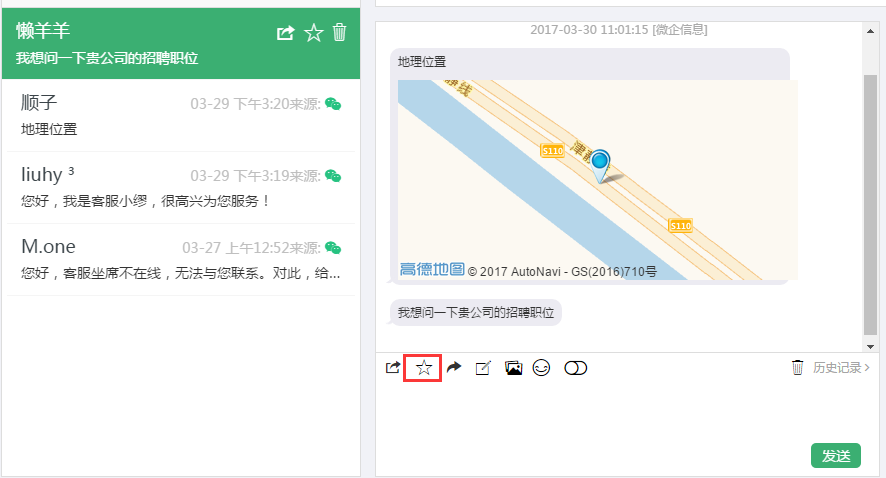 懒羊羊
我想问一下贵公司的招聘职位
顺子
03-29 下午3:20来源:
地理位置
liuhy ³
03-29 下午3:19来源:
您好，我是客服小缪，很高兴为您服务！
M.one
03-27 上午12:52来源:
您好，客服坐席不在线，无法与您联系。对此，给...
2017-03-30 11:01:15 [微企信息]
地理位置
S110
S110
高德地图 © 2017 AutoNavi - GS(2016)710号
我想问一下贵公司的招聘职位
历史记录 >
发送